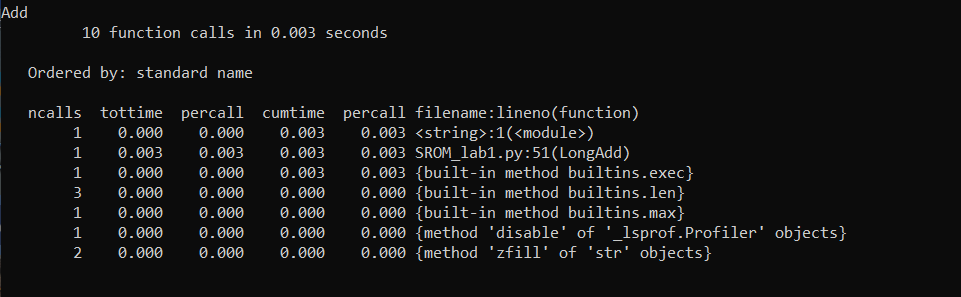 Add
10 function calls in 0.003 seconds
Ordered by: standard name
ncalls  tottime  percall  cumtime  percall filename:lineno(function)
1    0.000    0.000    0.003    0.003 <string>:1(<module>)
1    0.003    0.003    0.003    0.003 SROM_lab1.py:51(LongAdd)
1    0.000    0.000    0.003    0.003 {built-in method builtins.exec}
3    0.000    0.000    0.000    0.000 {built-in method builtins.len}
1    0.000    0.000    0.000    0.000 {built-in method builtins.max}
1    0.000    0.000    0.000    0.000 {method 'disable' of '_lsprof.Profiler' objects}
2    0.000    0.000    0.000    0.000 {method 'zfill' of 'str' objects}